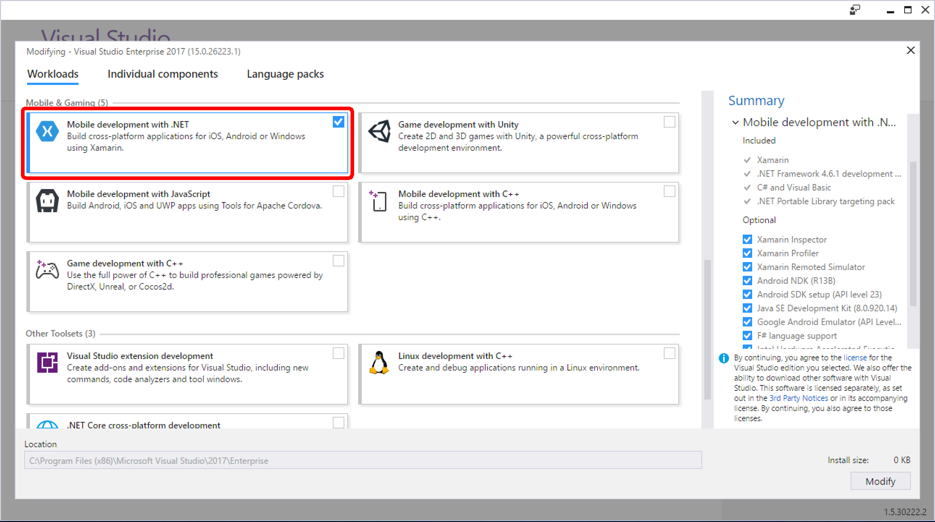 Visual Studio
Modifying - Visual Studio Enterprise 2017 (15.0.26223.1)
Workloads
Individual components
Language packs
Mobile & Gaming (5)
Mobile development with .NET
Build cross-platform applications for iOS, Android or Windows
using Xamarin.
Game development with Unity
Create 2D and 3D games with Unity, a powerful cross-platform
development environment.
Mobile development with JavaScript
Build Android, iOS and UWP apps using Tools for Apache Cordova.
Mobile development with C++
Build cross-platform applications for iOS, Android or Windows
using C++.
Game development with C++
Use the full power of C++ to build professional games powered by
DirectX, Unreal, or Cocos2d.
Other Toolsets (3)
Visual Studio extension development
Create add-ons and extensions for Visual Studio, including new
commands, code analyzers and tool windows.
Linux development with C++
Create and debug applications running in a Linux environment.
.NET Core cross-platform development
Summary
Mobile development with .N...
Included
Xamarin
.NET Framework 4.6.1 development ...
C# and Visual Basic
.NET Portable Library targeting pack
Optional
Xamarin Inspector
Xamarin Profiler
Xamarin Remoted Simulator
Android NDK (R13B)
Android SDK setup (API level 23)
Java SE Development Kit (8.0.920.14)
Google Android Emulator (API Level...
F# language support
Intel Hardware Accelerated Executio...
By continuing, you agree to the license for the
Visual Studio edition you selected. We also offer the
ability to download other software with Visual
Studio. This software is licensed separately, as set
out in the 3rd Party Notices or in its accompanying
license. By continuing, you also agree to those
licenses.
Location
C:\Program Files (x86)\Microsoft Visual Studio\2017\Enterprise
Install size: 0 KB
Modify
1.5.30222.2